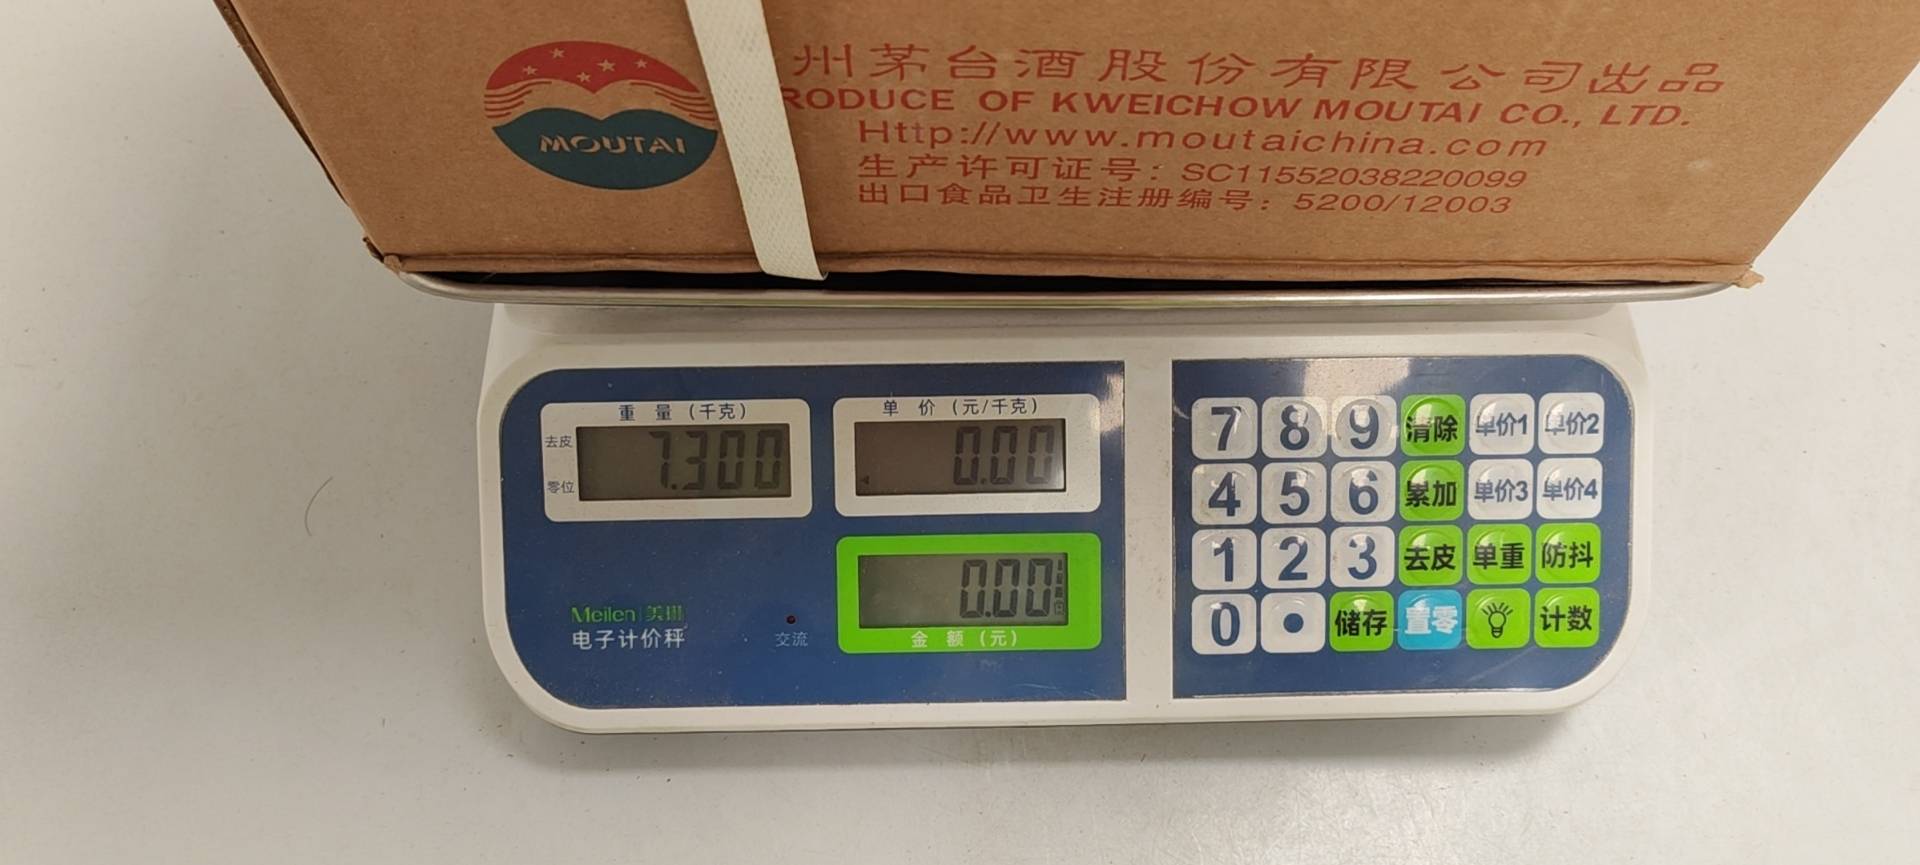 MOUTAI
州茅台酒股份有限公司出品
RODUCE OF KWEICHOW MOUTAI CO., LTD.
Http://www.moutaichina.com
生产许可证号：SC11552038220099
出口食品卫生注册编号：5200/12003
重 量 (千克)
去皮
零位
7.300
单 价 (元/千克)
0.00
0.00
金 额 (元)
Meilen 美琳
电子计价秤
交流
7 8 9 清除 单价1 单价2
4 5 6 累加 单价3 单价4
1 2 3 去皮 单重 防抖
0 • 储存 置零 计数